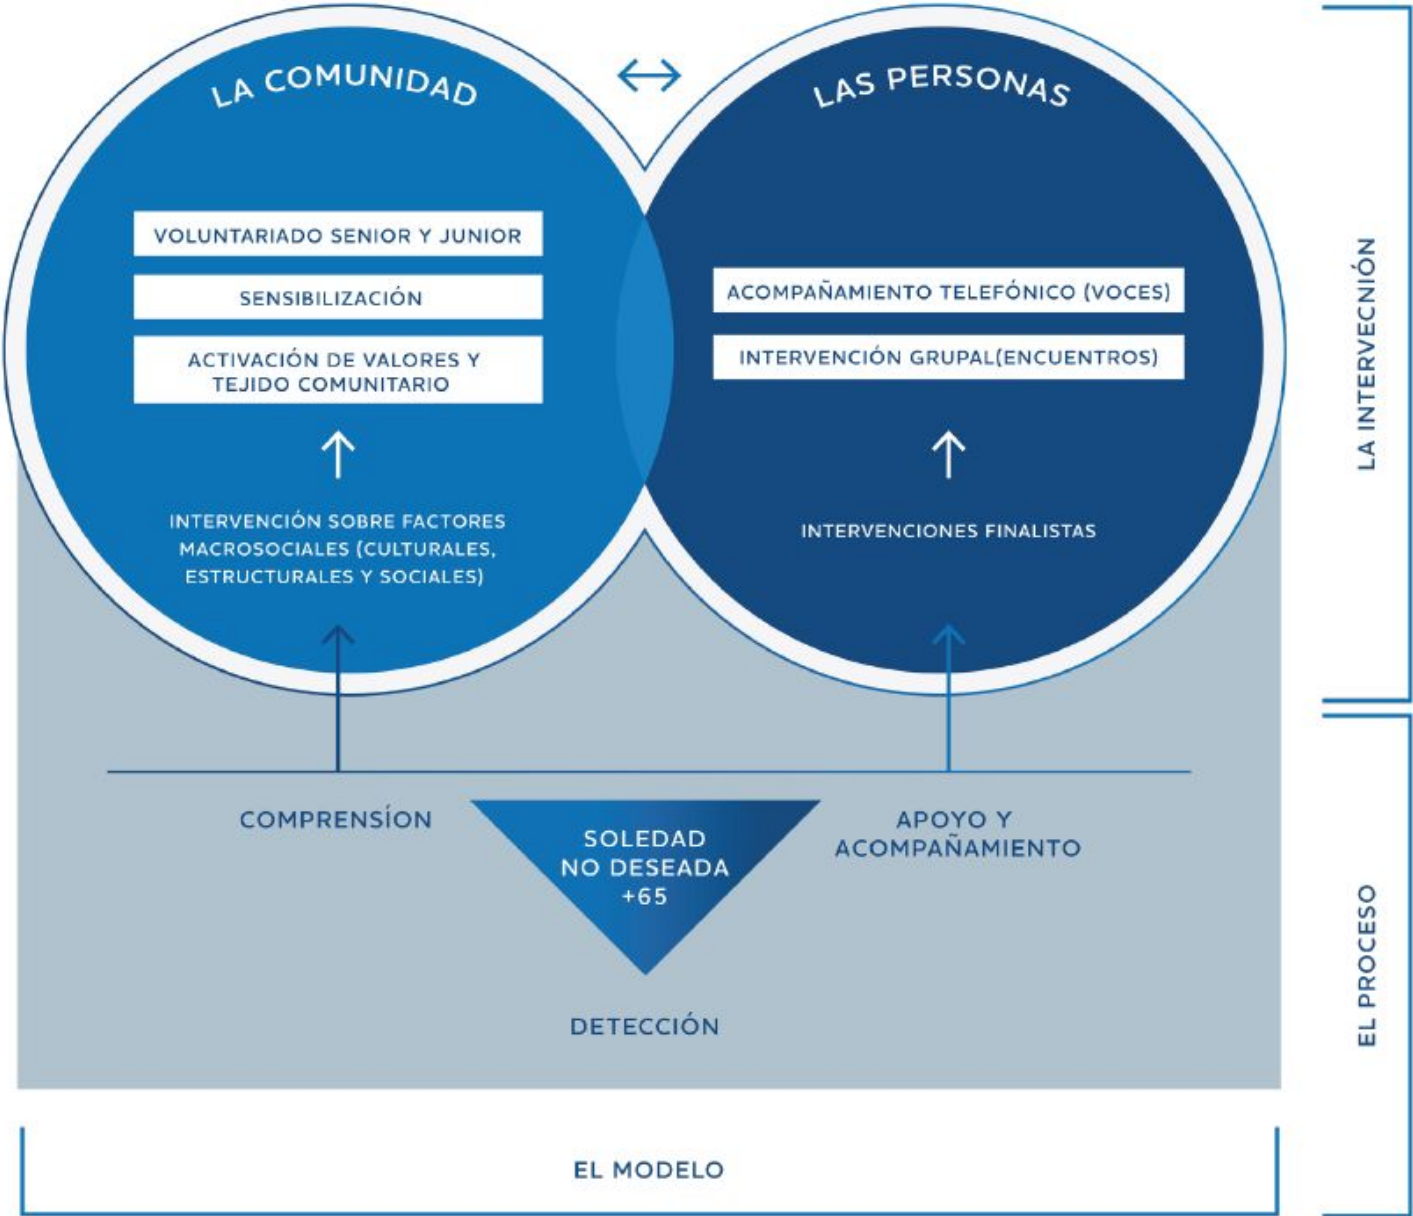 LA COMUNIDAD
LAS PERSONAS
VOLUNTARIADO SENIOR Y JUNIOR
SENSIBILIZACIÓN
ACTIVACIÓN DE VALORES Y
TEJIDO COMUNITARIO
INTERVENCIÓN SOBRE FACTORES
MACROSOCIALES (CULTURALES,
ESTRUCTURALES Y SOCIALES)
ACOMPAÑAMIENTO TELEFÓNICO (VOCES)
INTERVENCIÓN GRUPAL(ENCUENTROS)
INTERVENCIONES FINALISTAS
LA INTERVECNIÓN
COMPRENSÍON
SOLEDAD
NO DESEADA
+65
APOYO Y
ACOMPAÑAMIENTO
DETECCIÓN
EL PROCESO
EL MODELO